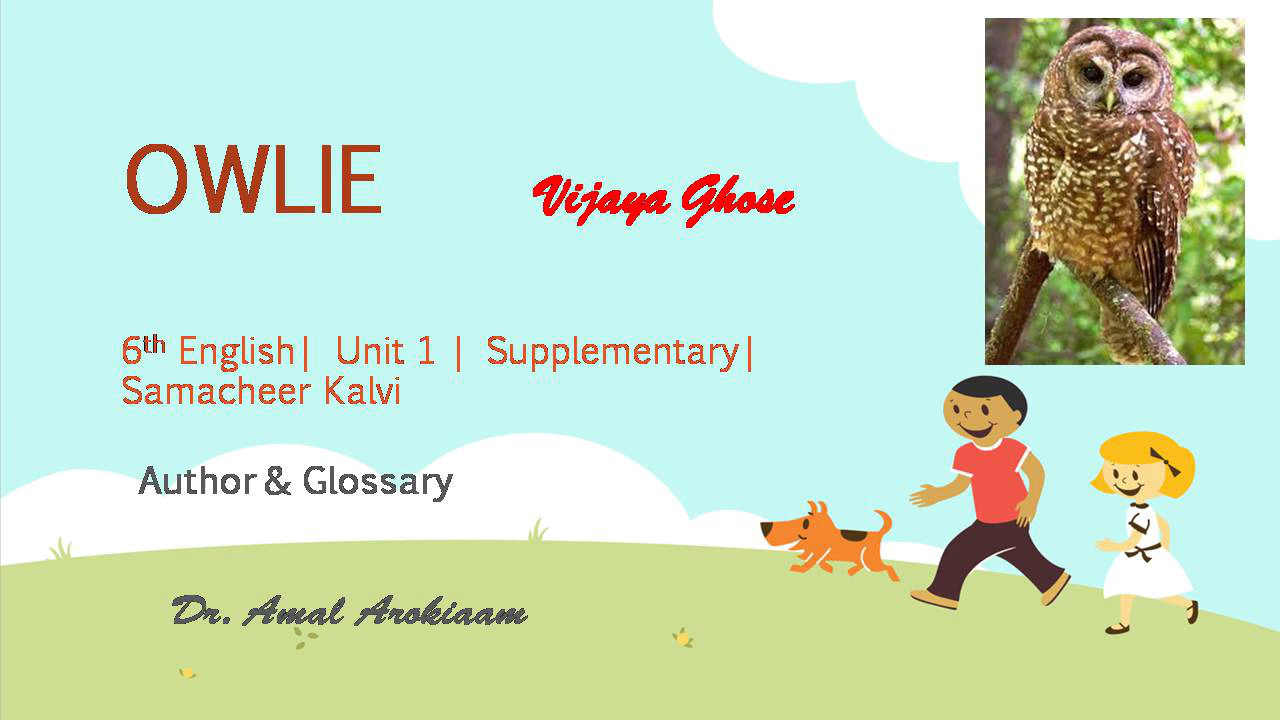 OWLIE
Vijaya Ghose
6th English| Unit 1 | Supplementary|
Samacheer Kalvi
Author & Glossary
Dr. Amal Arokiaam